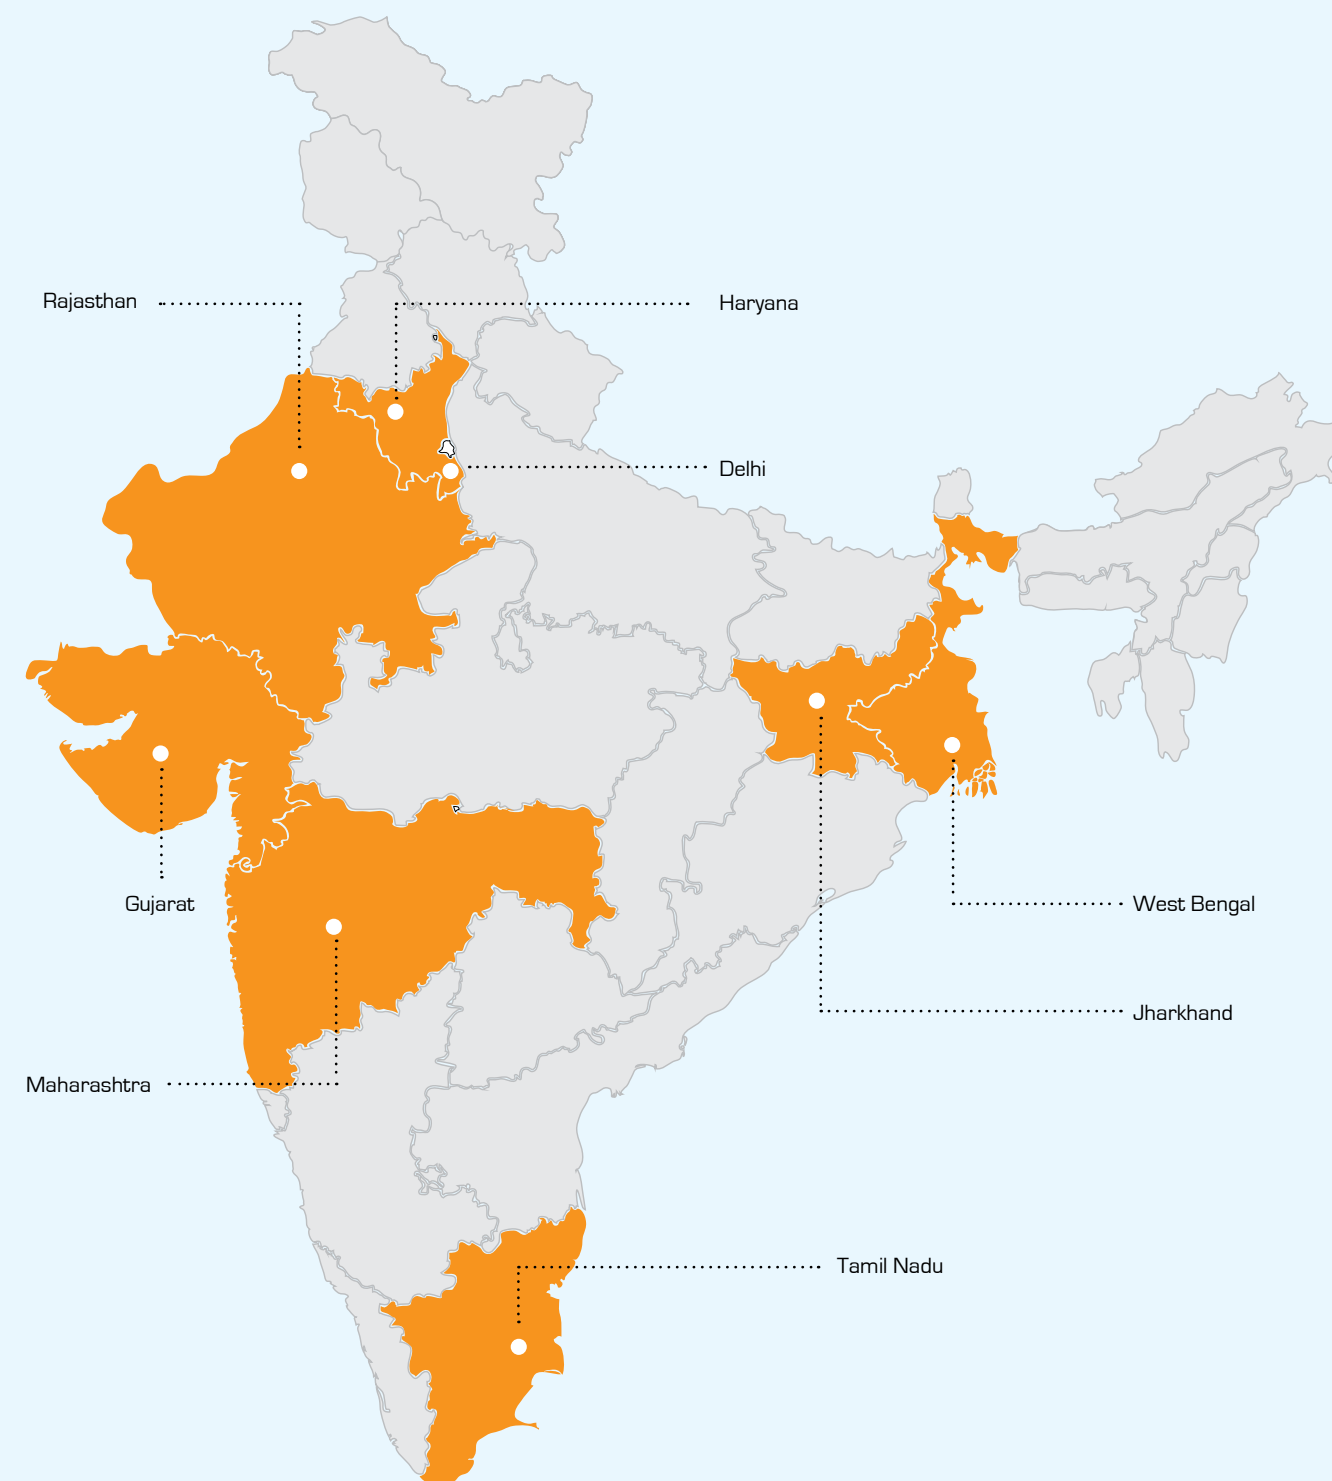 Rajasthan
Haryana
Delhi
Gujarat
West Bengal
Jharkhand
Maharashtra
Tamil Nadu